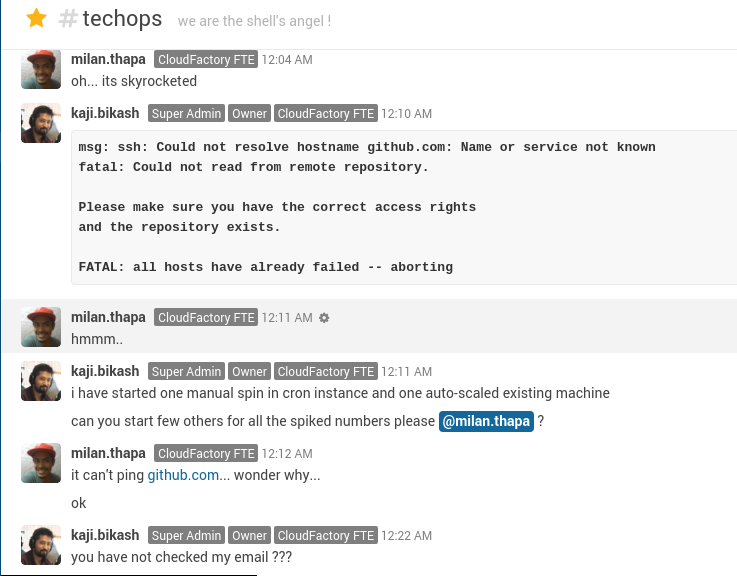 # techops we are the shell's angel !
milan.thapa CloudFactory FTE 12:04 AM
oh... its skyrocketed
kaji.bikash Super Admin Owner CloudFactory FTE 12:10 AM
msg: ssh: Could not resolve hostname github.com: Name or service not known
fatal: Could not read from remote repository.
Please make sure you have the correct access rights
and the repository exists.
FATAL: all hosts have already failed -- aborting
milan.thapa CloudFactory FTE 12:11 AM
hmmm..
kaji.bikash Super Admin Owner CloudFactory FTE 12:11 AM
i have started one manual spin in cron instance and one auto-scaled existing machine
can you start few others for all the spiked numbers please @milan.thapa ?
milan.thapa CloudFactory FTE 12:12 AM
it can't ping github.com... wonder why...
ok
kaji.bikash Super Admin Owner CloudFactory FTE 12:22 AM
you have not checked my email ???